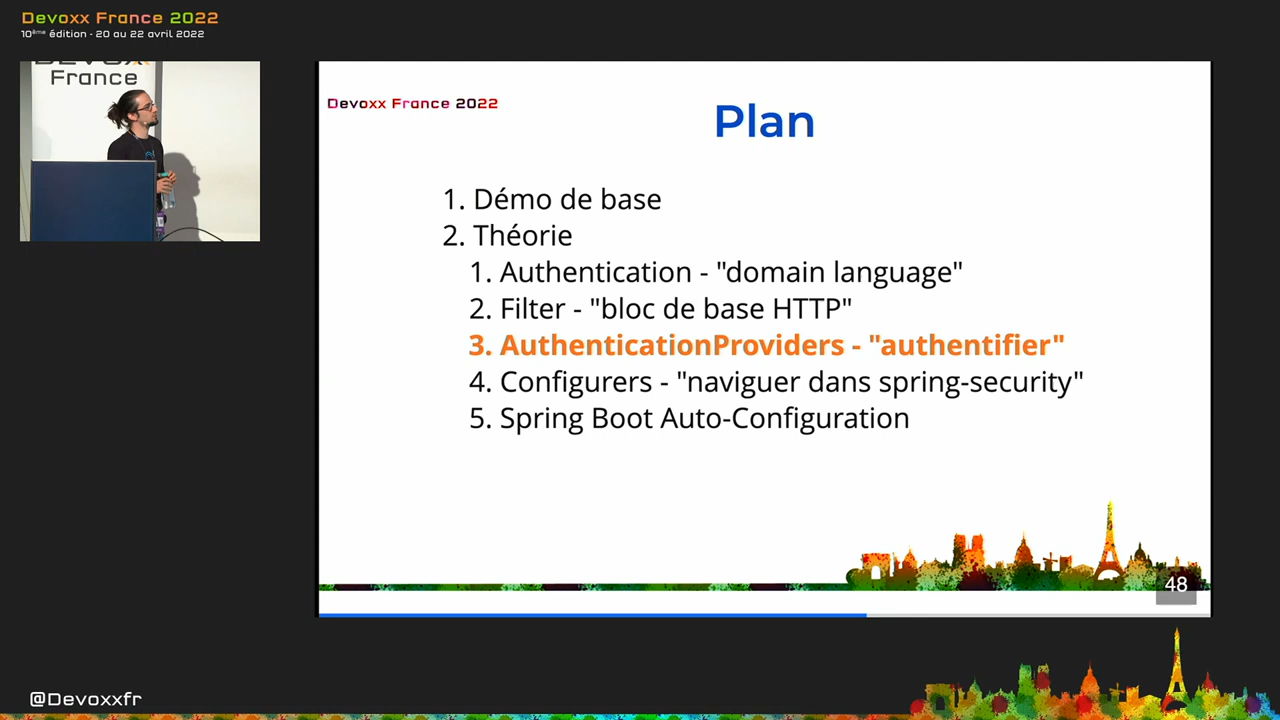 Devoxx France 2022
10ème édition - 20 au 22 avril 2022
DEVOXX
France
Devoxx France 2022
Plan
1. Démo de base
2. Théorie
1. Authentication - "domain language"
2. Filter - "bloc de base HTTP"
3. AuthenticationProviders - "authentifier"
4. Configurers - "naviguer dans spring-security"
5. Spring Boot Auto-Configuration
48
@Devoxxfr